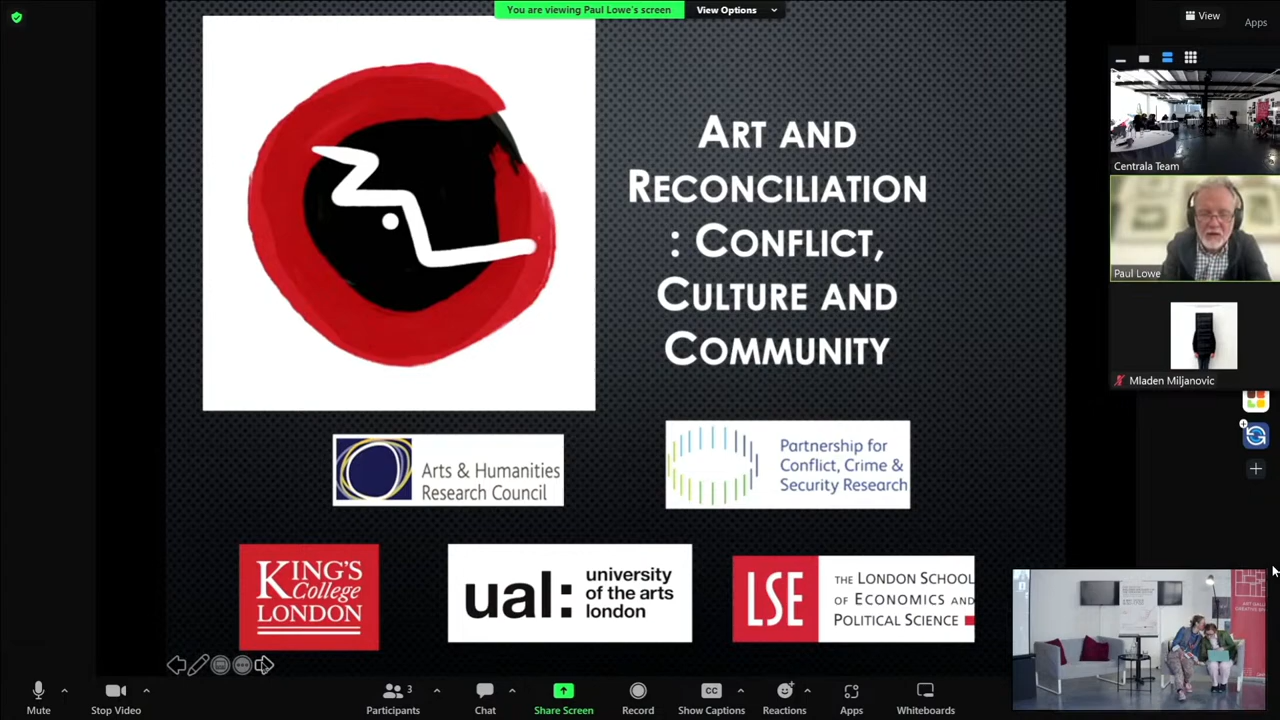 You are viewing Paul Lowe's screen
View Options
View
Apps
Centrala Team
Paul Lowe
Mladen Miljanovic
ART AND
RECONCILIATION
: CONFLICT,
CULTURE AND
COMMUNITY
Arts & Humanities
Research Council
Partnership for
Conflict, Crime &
Security Research
KING'S
College
LONDON
ual:
university
of the arts
london
LSE
THE LONDON SCHOOL
OF ECONOMICS AND
POLITICAL SCIENCE
Mute
Stop Video
Participants
3
Chat
Share Screen
Record
CC
Show Captions
Reactions
Apps
Whiteboards